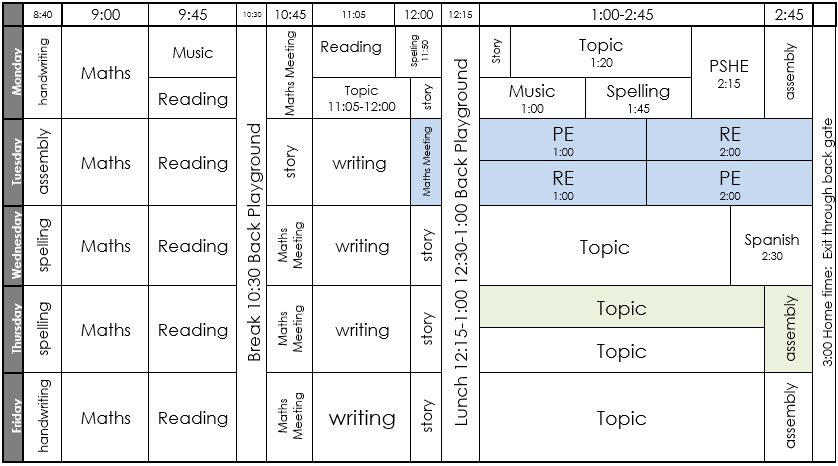 8:40 9:00 9:45 10:30 10:45 11:05 12:00 12:15 1:00-2:45 2:45
Monday
handwriting
Maths
Music
Reading
Break 10:30 Back Playground
Maths Meeting
Reading
Spelling
11:50
Topic
11:05-12:00
story
Lunch 12:15-1:00 12:30-1:00 Back Playground
Story
Topic
1:20
Music
1:00
Spelling
1:45
PSHE
2:15
assembly
3:00 Home time: Exit through back gate
Tuesday
assembly
Maths
Reading
story
writing
Maths Meeting
PE
1:00
RE
2:00
RE
1:00
PE
2:00
Wednesday
spelling
Maths
Reading
Maths
Meeting
writing
story
Topic
Spanish
2:30
Thursday
spelling
Maths
Reading
Maths
Meeting
writing
story
Topic
Topic
assembly
Friday
handwriting
Maths
Reading
Maths
Meeting
writing
story
Topic
assembly